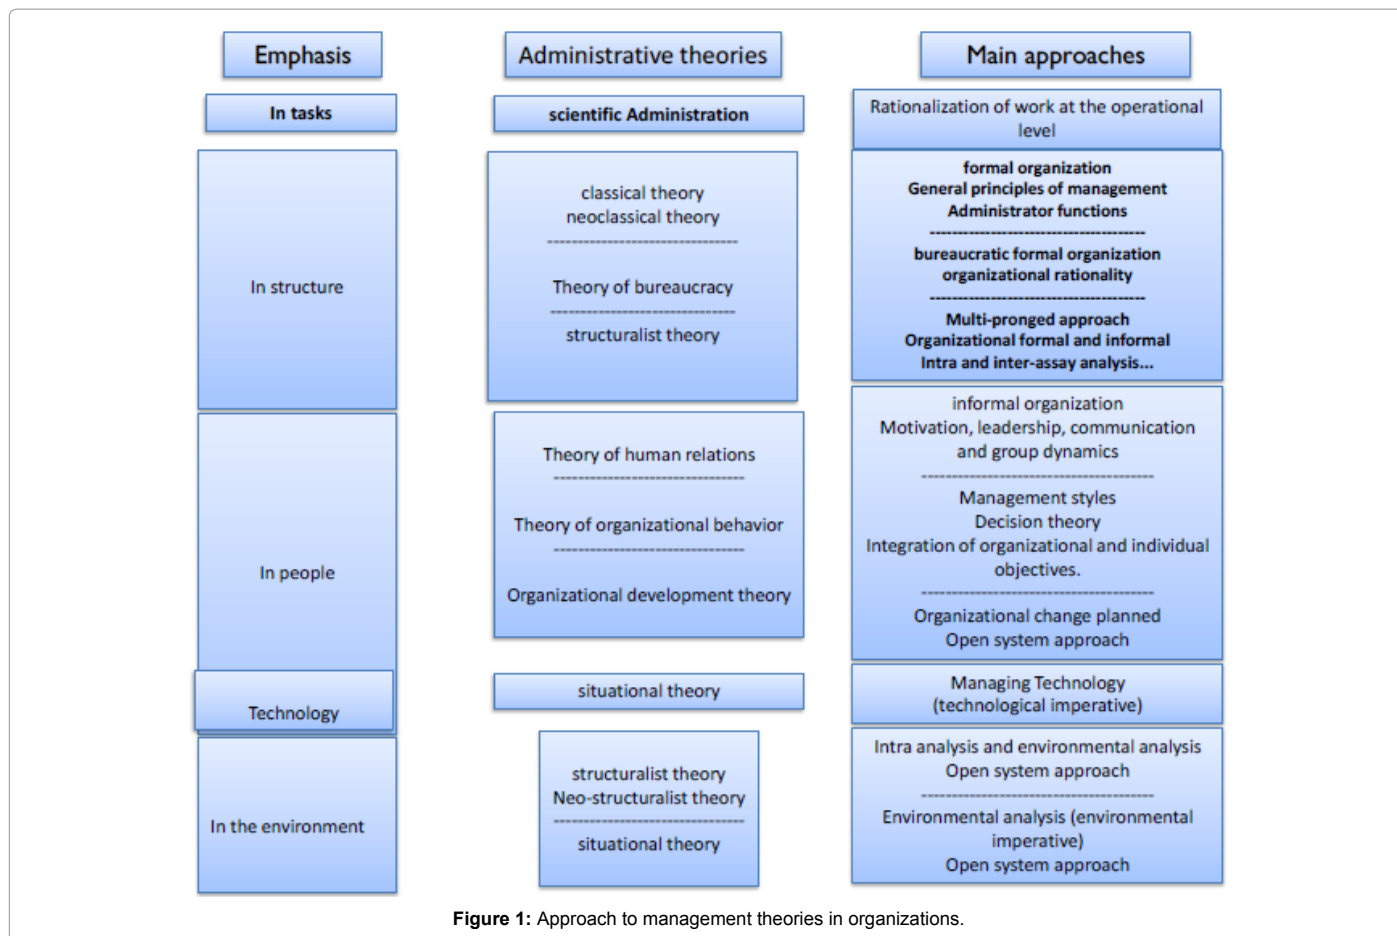 Emphasis
Administrative theories
Main approaches
In tasks
scientific Administration
Rationalization of work at the operational
level
In structure
classical theory
neoclassical theory
--------------------------------
Theory of bureaucracy
-------------------------------
structuralist theory
formal organization
General principles of management
Administrator functions
------------------------------------
bureaucratic formal organization
organizational rationality
------------------------------------
Multi-pronged approach
Organizational formal and informal
Intra and inter-assay analysis...
In people
Theory of human relations
--------------------------------
Theory of organizational behavior
--------------------------------
Organizational development theory
informal organization
Motivation, leadership, communication
and group dynamics
---------------------------------------
Management styles
Decision theory
Integration of organizational and individual
objectives.
---------------------------------------
Organizational change planned
Open system approach
Technology
situational theory
Managing Technology
(technological imperative)
In the environment
structuralist theory
Neo-structuralist theory
--------------------------------
situational theory
Intra analysis and environmental analysis
Open system approach
---------------------------------------
Environmental analysis (environmental
imperative)
Open system approach
Figure 1: Approach to management theories in organizations.